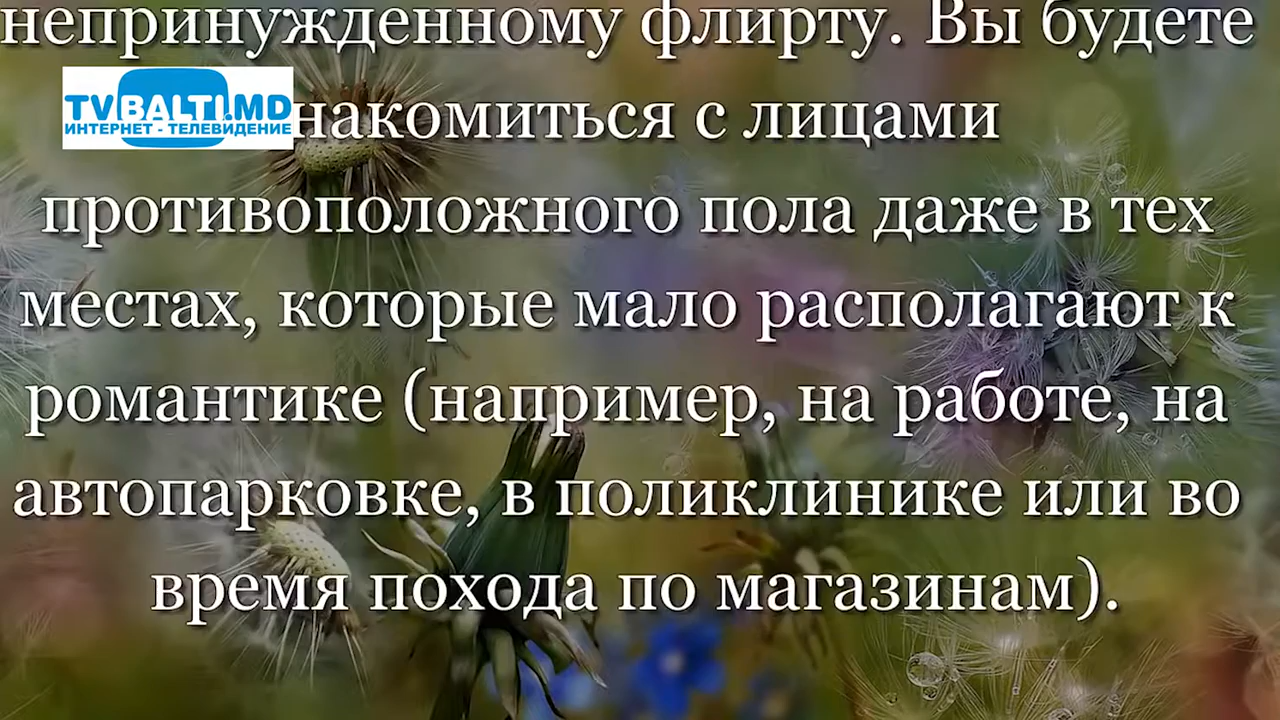 непринужденному флирту. Вы будете
TVBALTI.MD
ИНТЕРНЕТ - ТЕЛЕВИДЕНИЕ
накомиться с лицами
противоположного пола даже в тех
местах, которые мало располагают к
романтике (например, на работе, на
автопарковке, в поликлинике или во
время похода по магазинам).